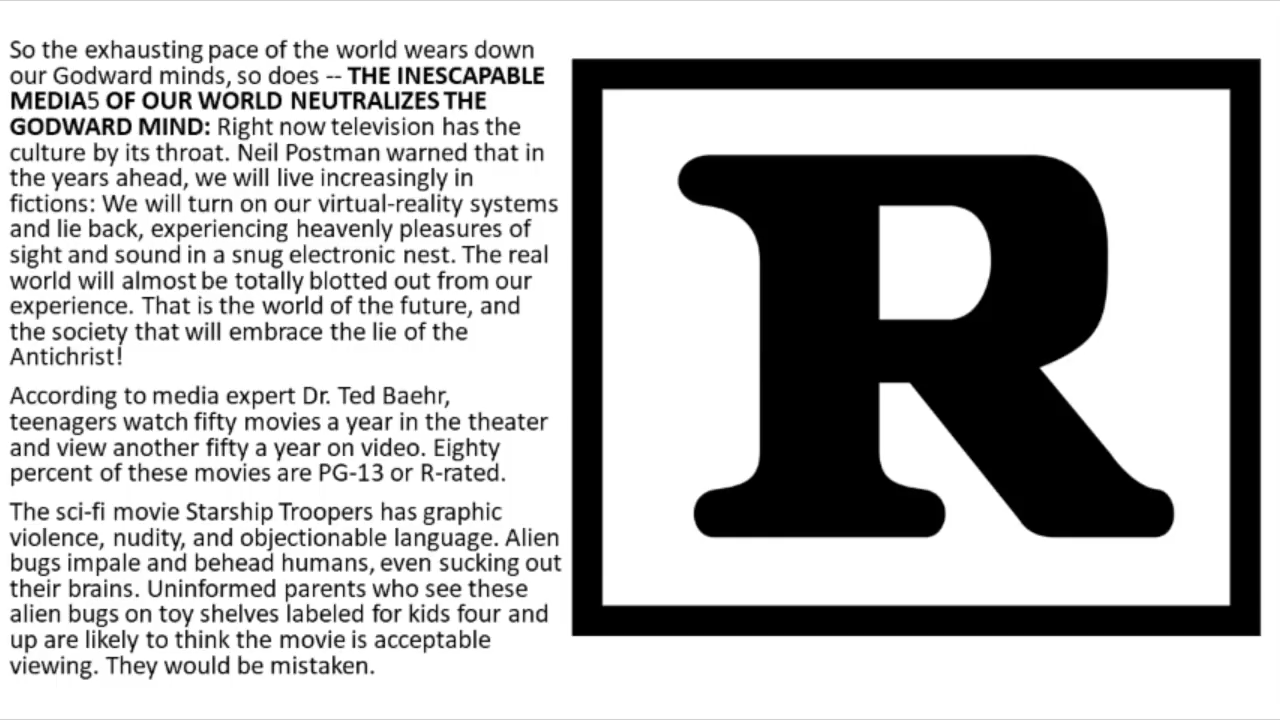 So the exhausting pace of the world wears down
our Godward minds, so does -- THE INESCAPABLE
MEDIA5 OF OUR WORLD NEUTRALIZES THE
GODWARD MIND: Right now television has the
culture by its throat. Neil Postman warned that in
the years ahead, we will live increasingly in
fictions: We will turn on our virtual-reality systems
and lie back, experiencing heavenly pleasures of
sight and sound in a snug electronic nest. The real
world will almost be totally blotted out from our
experience. That is the world of the future, and
the society that will embrace the lie of the
Antichrist!
According to media expert Dr. Ted Baehr,
teenagers watch fifty movies a year in the theater
and view another fifty a year on video. Eighty
percent of these movies are PG-13 or R-rated.
The sci-fi movie Starship Troopers has graphic
violence, nudity, and objectionable language. Alien
bugs impale and behead humans, even sucking out
their brains. Uninformed parents who see these
alien bugs on toy shelves labeled for kids four and
up are likely to think the movie is acceptable
viewing. They would be mistaken.
R